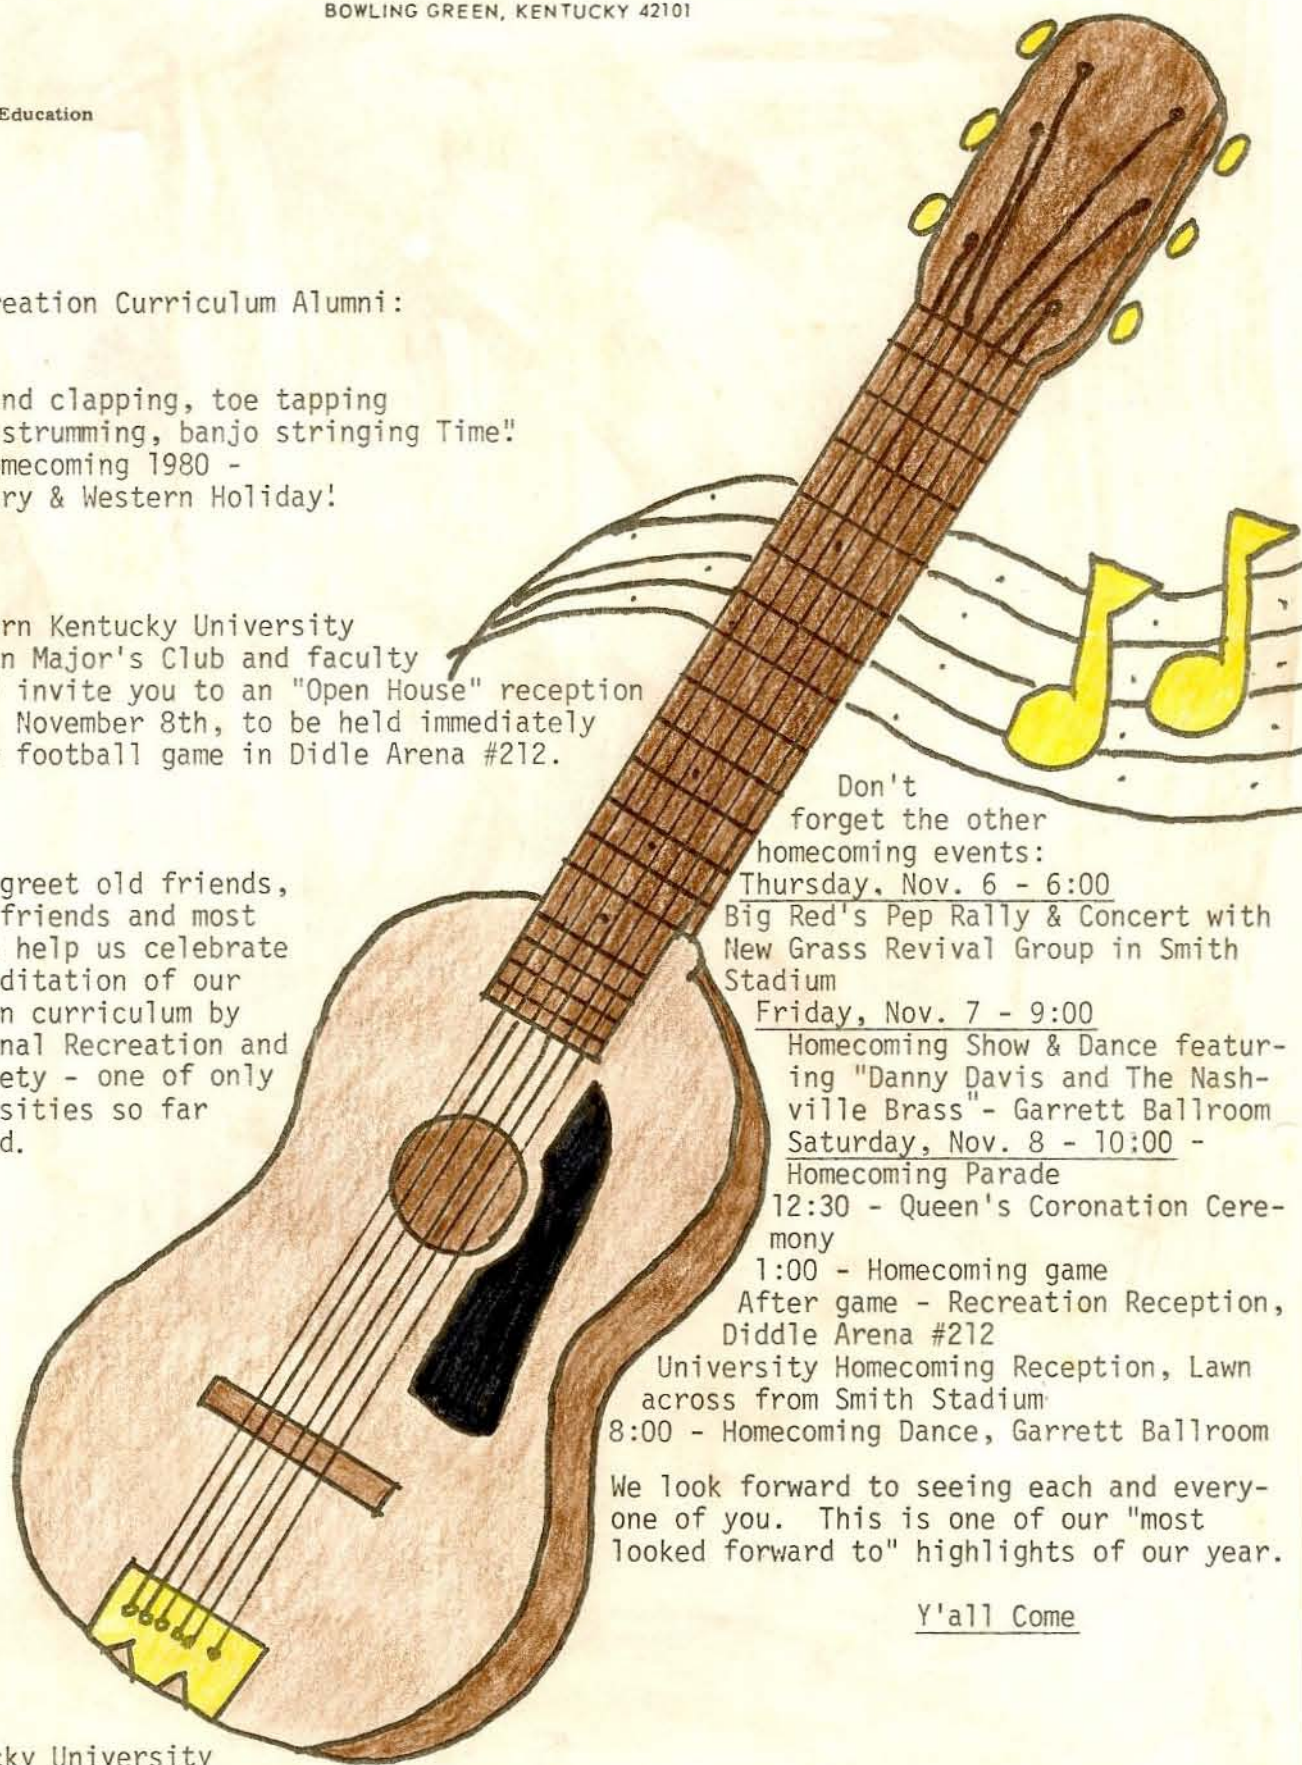 BOWLING GREEN, KENTUCKY 42101
Education
eation Curriculum Alumni:
nd clapping, toe tapping
strumming, banjo stringing Time".
mecoming 1980 -
ry & Western Holiday!
rn Kentucky University
n Major's Club and faculty
invite you to an "Open House" reception
November 8th, to be held immediately
football game in Didle Arena #212.
greet old friends,
friends and most
help us celebrate
ditation of our
n curriculum by
nal Recreation and
ety - one of only
sities so far
d.
Don't
forget the other
homecoming events:
Thursday, Nov. 6 - 6:00
Big Red's Pep Rally & Concert with
New Grass Revival Group in Smith
Stadium
Friday, Nov. 7 - 9:00
Homecoming Show & Dance featur-
ing "Danny Davis and The Nash-
ville Brass"- Garrett Ballroom
Saturday, Nov. 8 - 10:00 -
Homecoming Parade
12:30 - Queen's Coronation Cere-
mony
1:00 - Homecoming game
After game - Recreation Reception,
Diddle Arena #212
University Homecoming Reception, Lawn
across from Smith Stadium
8:00 - Homecoming Dance, Garrett Ballroom
We look forward to seeing each and every-
one of you. This is one of our "most
looked forward to" highlights of our year.
Y'all Come
cky University